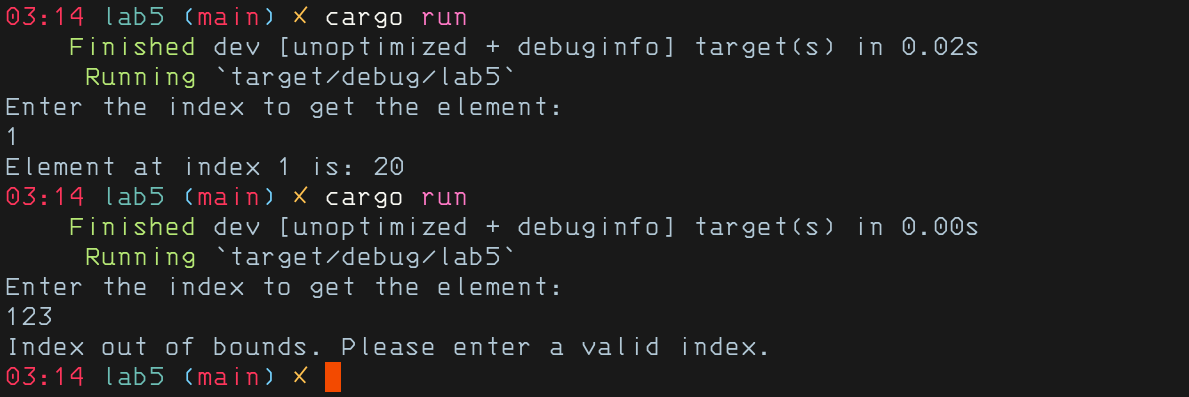 03:14 lab5 (main) ✗ cargo run
    Finished dev [unoptimized + debuginfo] target(s) in 0.02s
     Running `target/debug/lab5`
Enter the index to get the element:
1
Element at index 1 is: 20
03:14 lab5 (main) ✗ cargo run
    Finished dev [unoptimized + debuginfo] target(s) in 0.00s
     Running `target/debug/lab5`
Enter the index to get the element:
123
Index out of bounds. Please enter a valid index.
03:14 lab5 (main) ✗